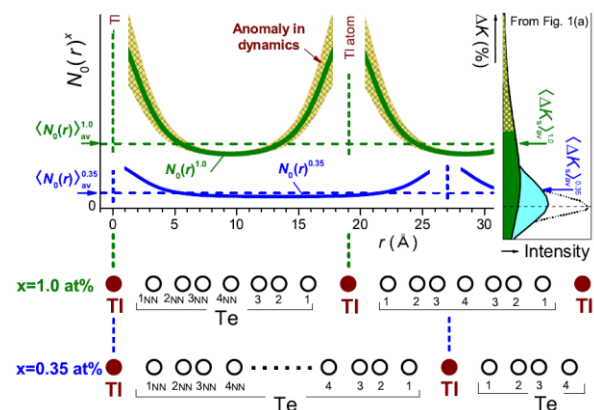 N₀(r)ˣ
Tl
Anomaly in
dynamics
Tl atom
ΔK (%)
From Fig. 1(a)
⟨N₀(r)⟩ₐᵥ¹·⁰
N₀(r)¹·⁰
⟨ΔKₛ⟩ₐᵥ¹·⁰
⟨N₀(r)⟩ₐᵥ⁰·³⁵
N₀(r)⁰·³⁵
⟨ΔKₛ⟩ₐᵥ⁰·³⁵
0
0 5 10 15 20 25 30
r (Å)
Intensity
x=1.0 at%
Tl 1NN 2NN 3NN 4NN 3 2 1 Tl 1 2 3 4 3 2 1 Tl
Te Te
x=0.35 at%
Tl 1NN 2NN 3NN 4NN 4 3 2 1 Tl 1 2 3 4
Te Te